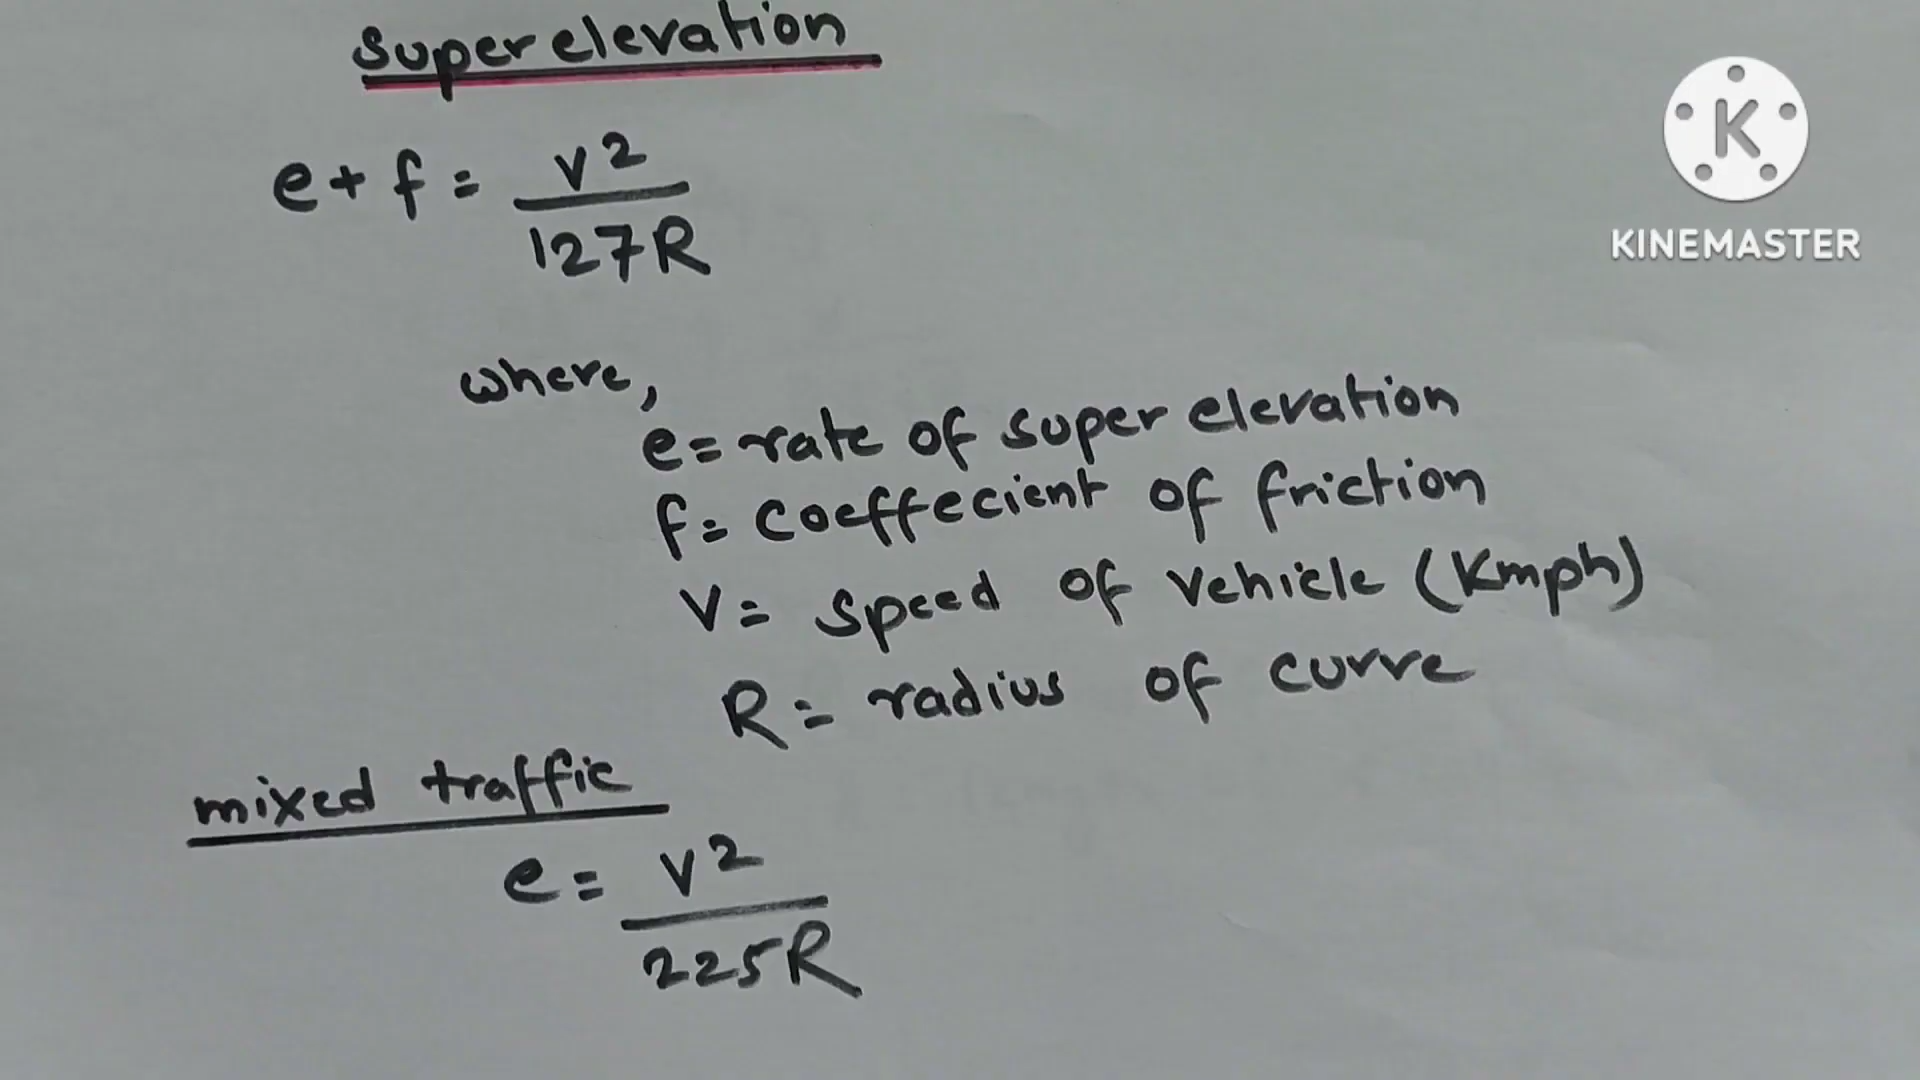 Super elevation
e + f = V²/127R
where,
e = rate of super elevation
f = coeffecient of friction
V = speed of vehicle (Kmph)
R = radius of curve
mixed traffic
e = V²/225R
K
KINEMASTER